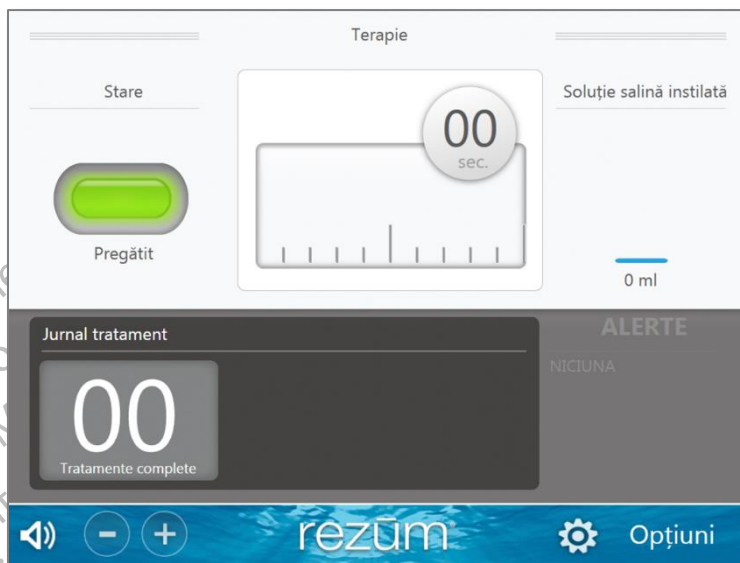 Terapie
Stare
Soluție salină instilată
00
sec.
Pregătit
0 ml
Jurnal tratament
ALERTE
NICIUNA
00
Tratamente complete
-
+
rezūm
Opțiuni